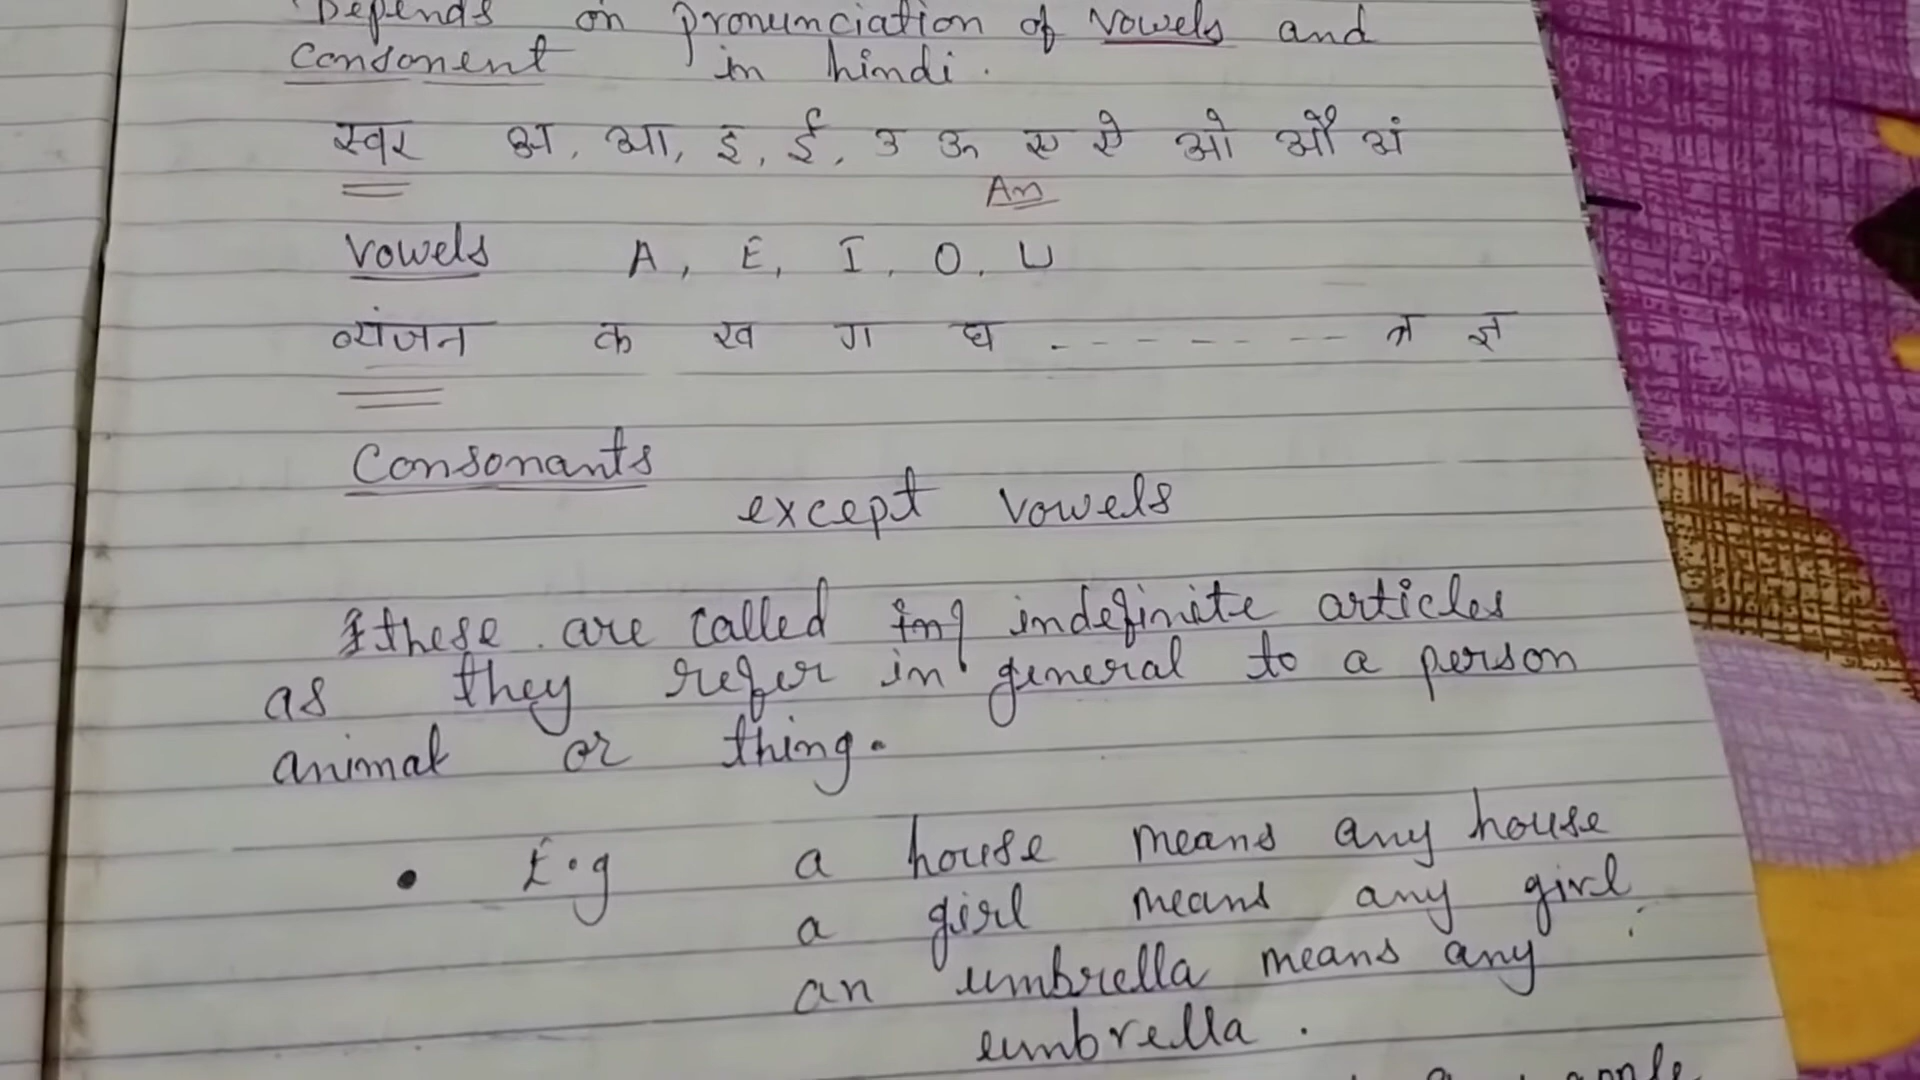 Depends on pronunciation of vowels and
Consonent in hindi.
स्वर अ, आ, इ, ई, उ ऊ ए ऐ ओ औ अं
An
Vowels A, E, I, O, U
व्यंजन क ख ग घ - - - - - - - त्र ज्ञ
Consonants
except vowels
these are called indefinite articles
as they refer in general to a person
animal or thing.
• E.g a house means any house
a girl means any girl
an umbrella means any
umbrella.